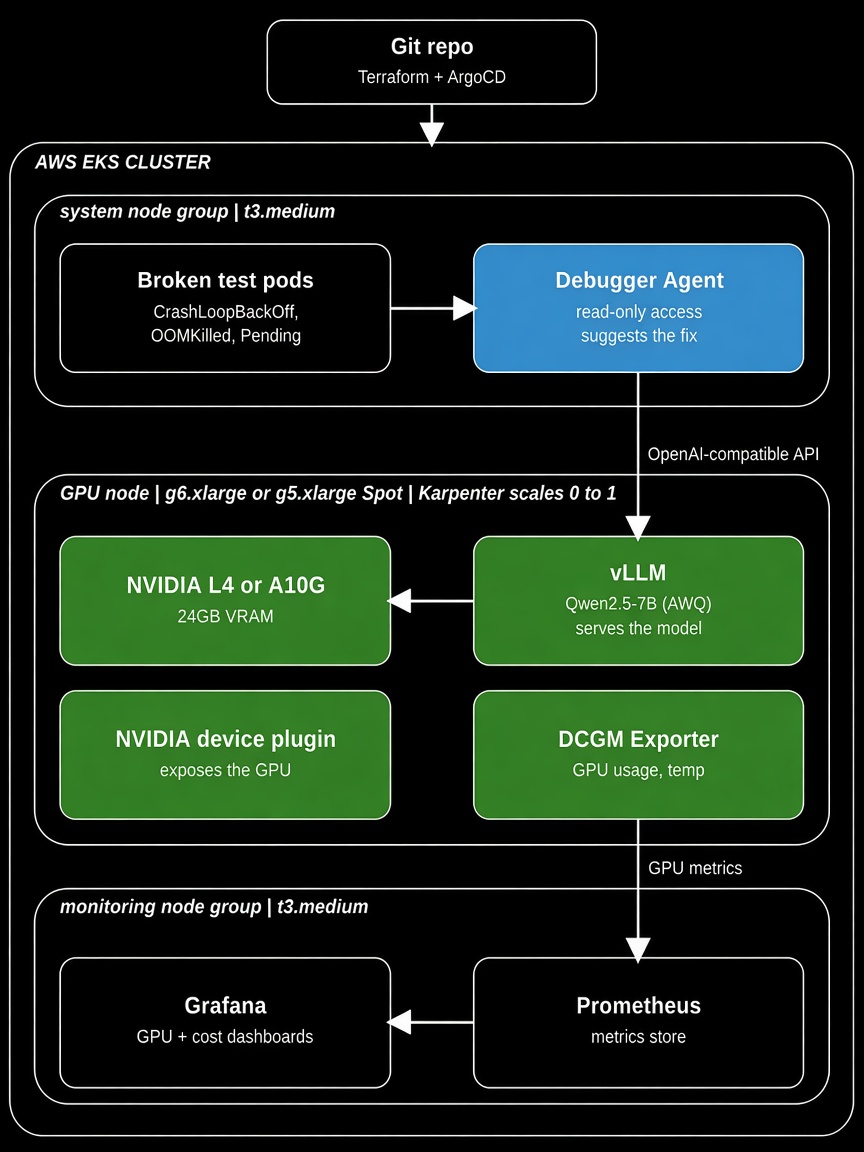 Git repo
Terraform + ArgoCD
AWS EKS CLUSTER
system node group | t3.medium
Broken test pods
CrashLoopBackOff,
OOMKilled, Pending
Debugger Agent
read-only access
suggests the fix
OpenAI-compatible API
GPU node | g6.xlarge or g5.xlarge Spot | Karpenter scales 0 to 1
NVIDIA L4 or A10G
24GB VRAM
vLLM
Qwen2.5-7B (AWQ)
serves the model
NVIDIA device plugin
exposes the GPU
DCGM Exporter
GPU usage, temp
GPU metrics
monitoring node group | t3.medium
Grafana
GPU + cost dashboards
Prometheus
metrics store